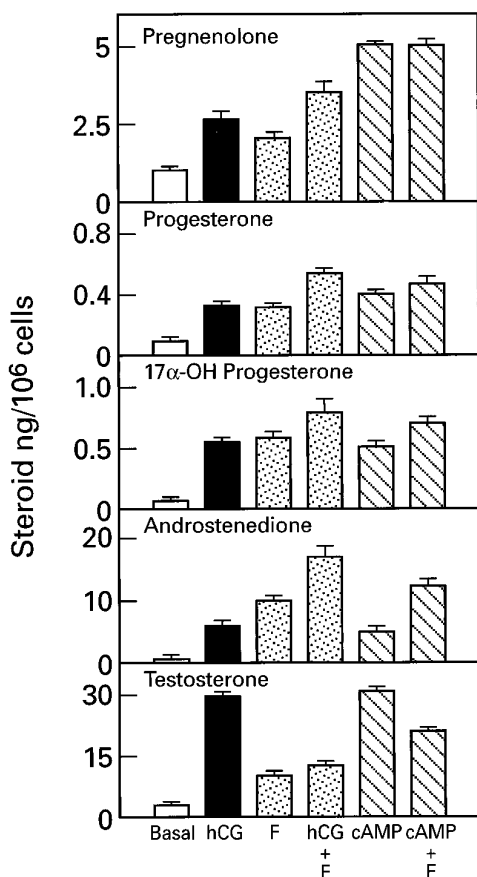 Steroid ng/10⁶ cells
Pregnenolone
5
2.5
0
Progesterone
0.8
0.4
0
17α-OH Progesterone
1.0
0.5
0
Androstenedione
20
10
0
Testosterone
30
15
0
Basal hCG F hCG cAMP cAMP
+ +
F F